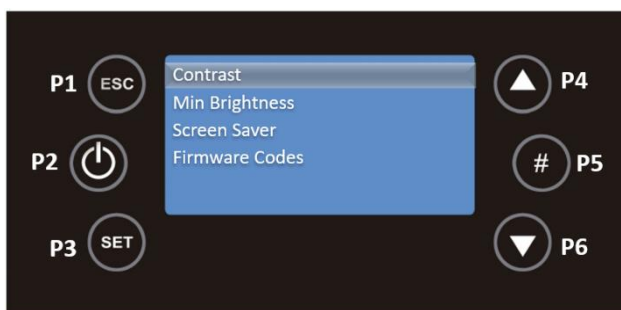 P1 ESC
Contrast
Min Brightness
Screen Saver
Firmware Codes
P2
P3 SET
P4
# P5
P6